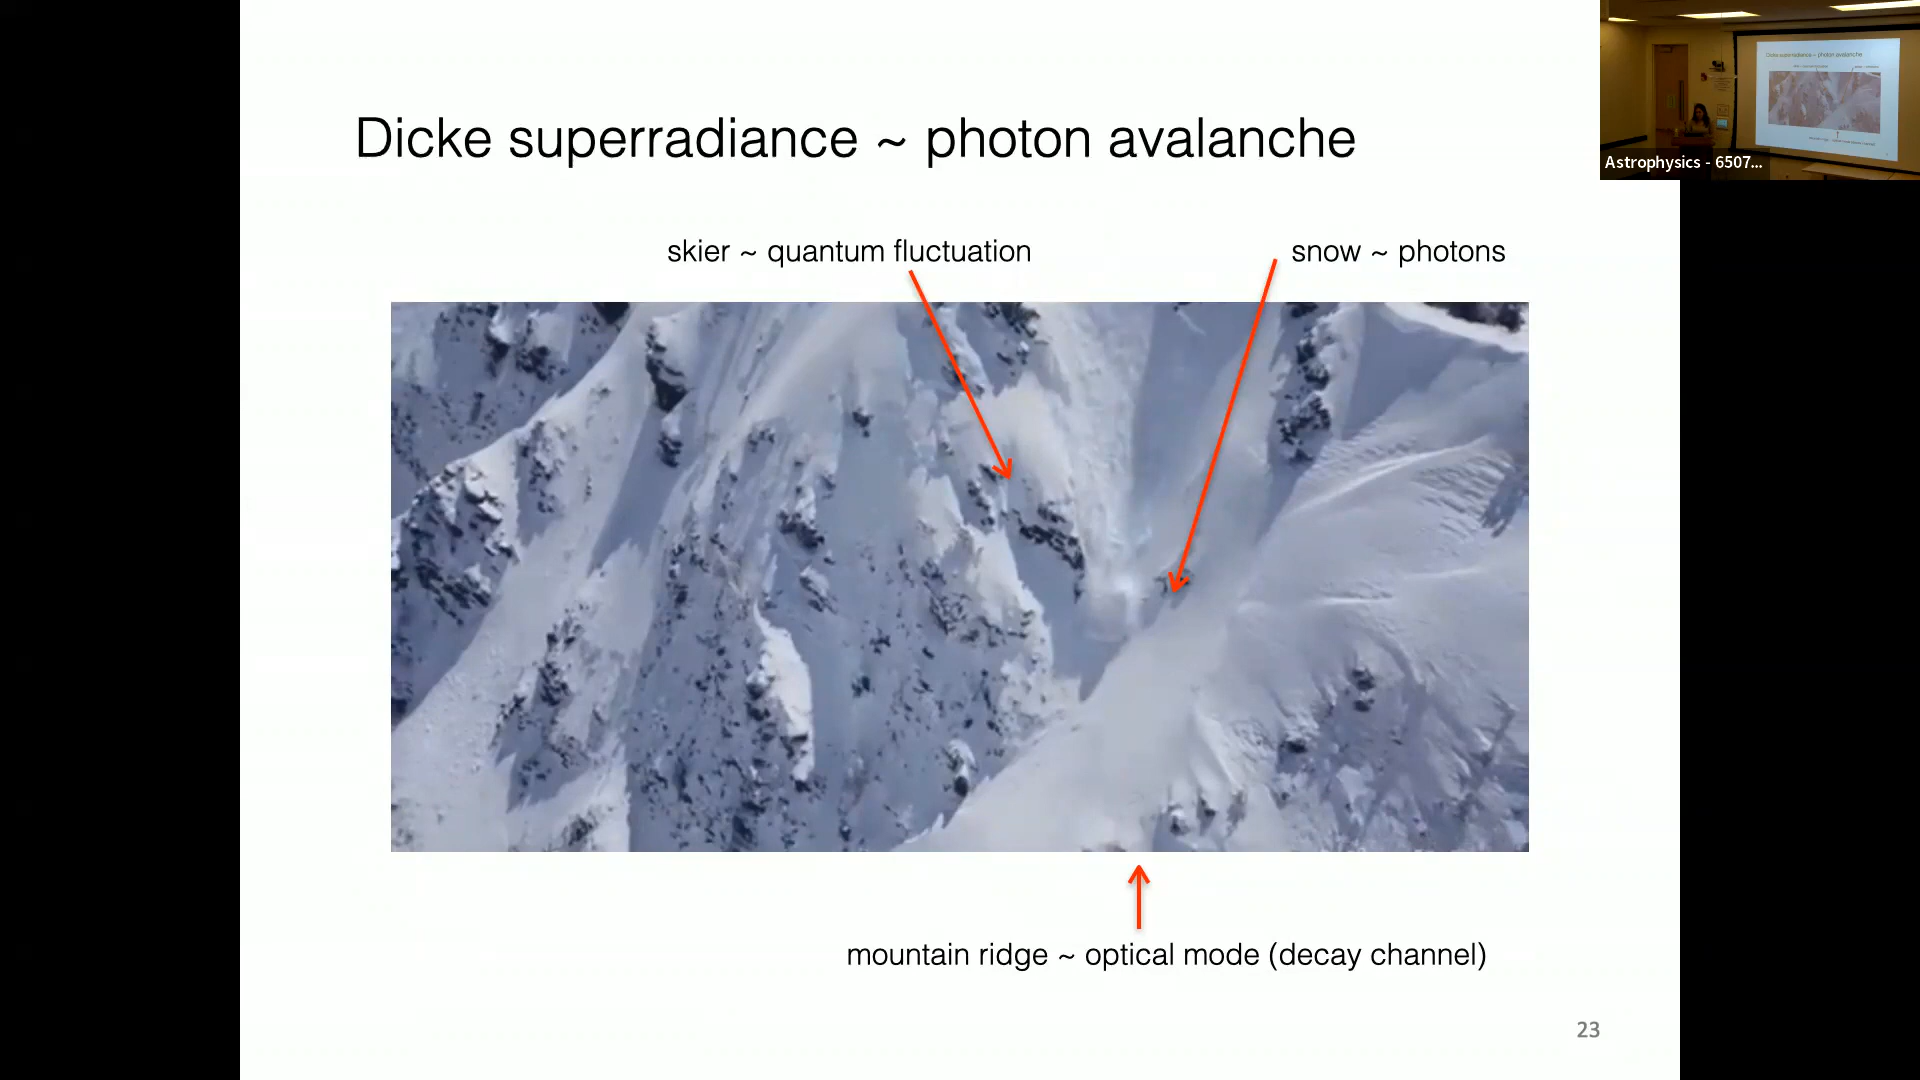 Dicke superradiance ~ photon avalanche
skier ~ quantum fluctuation
snow ~ photons
mountain ridge ~ optical mode (decay channel)
23
Astrophysics - 6507...